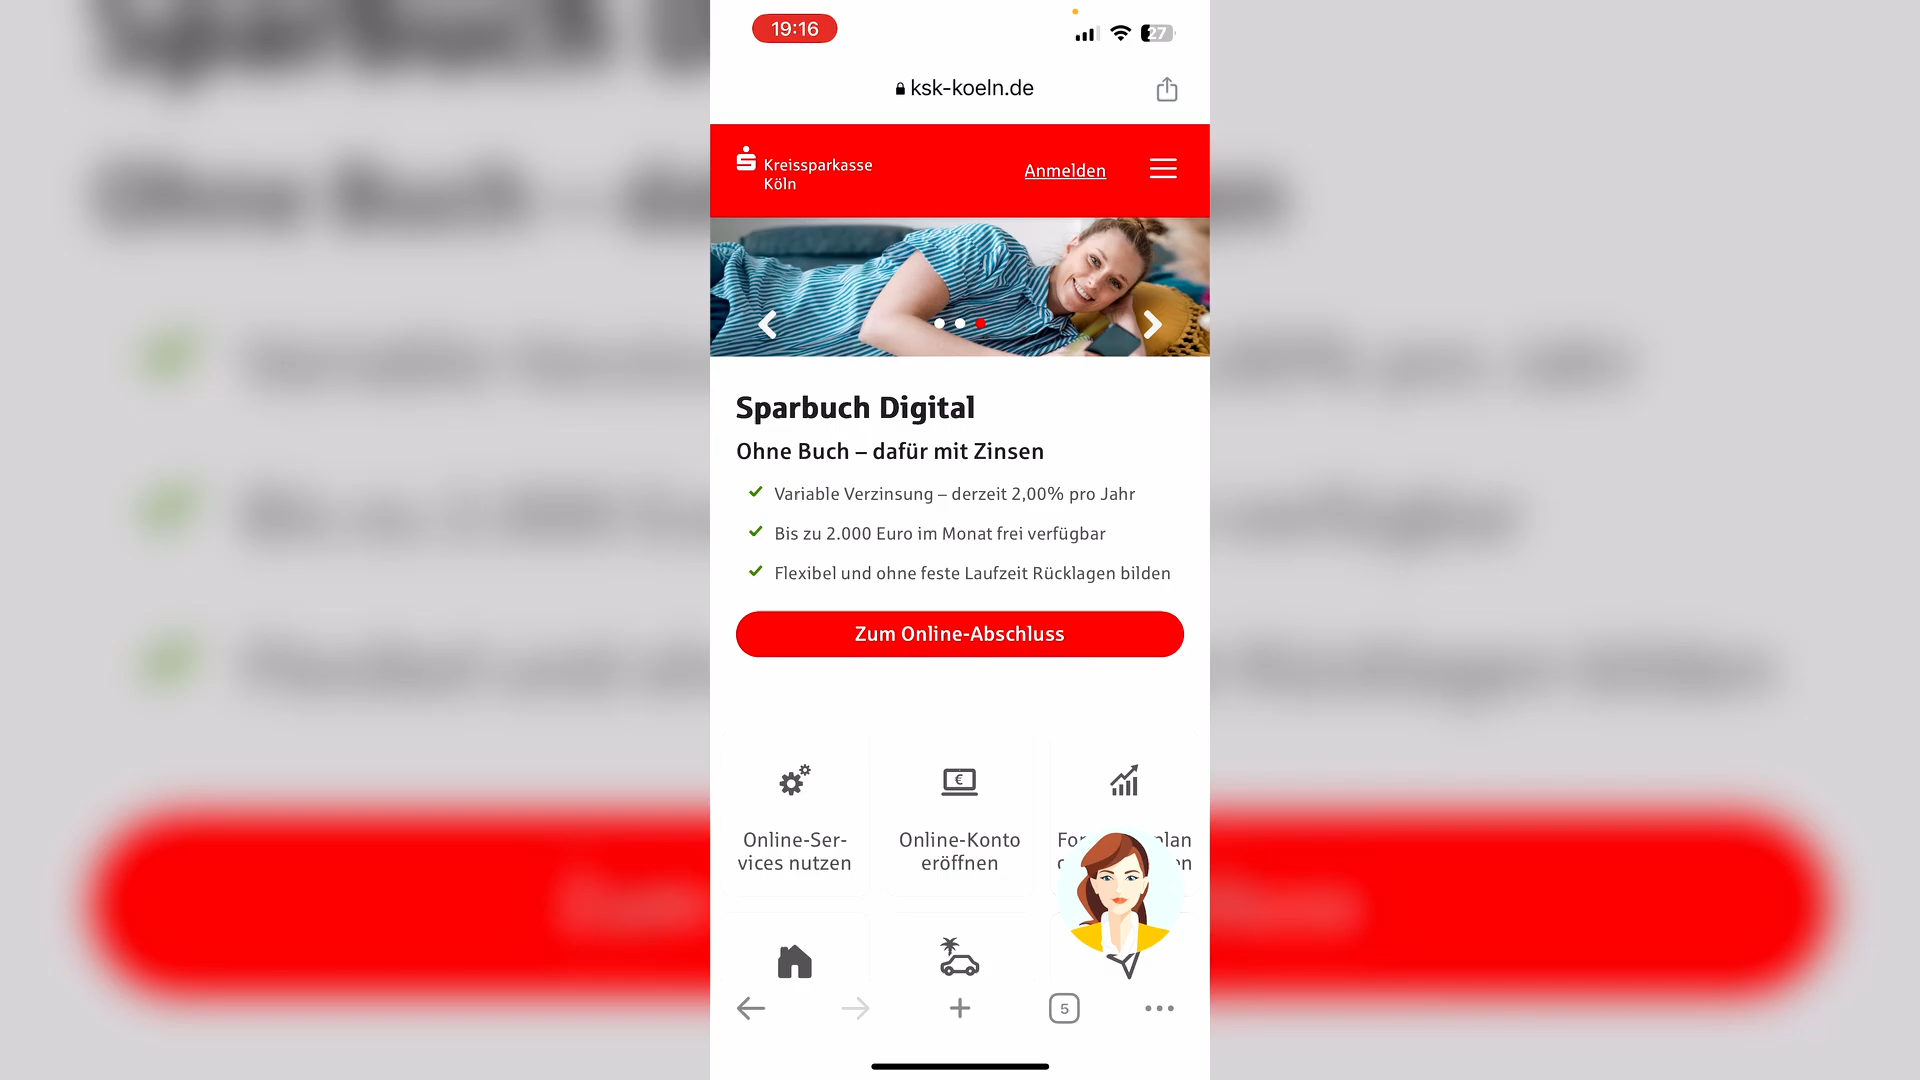 19:16
27
ksk-koeln.de
Kreissparkasse
Köln
Anmelden
Sparbuch Digital
Ohne Buch – dafür mit Zinsen
Variable Verzinsung – derzeit 2,00% pro Jahr
Bis zu 2.000 Euro im Monat frei verfügbar
Flexibel und ohne feste Laufzeit Rücklagen bilden
Zum Online-Abschluss
Online-Ser-
vices nutzen
Online-Konto
eröffnen
5